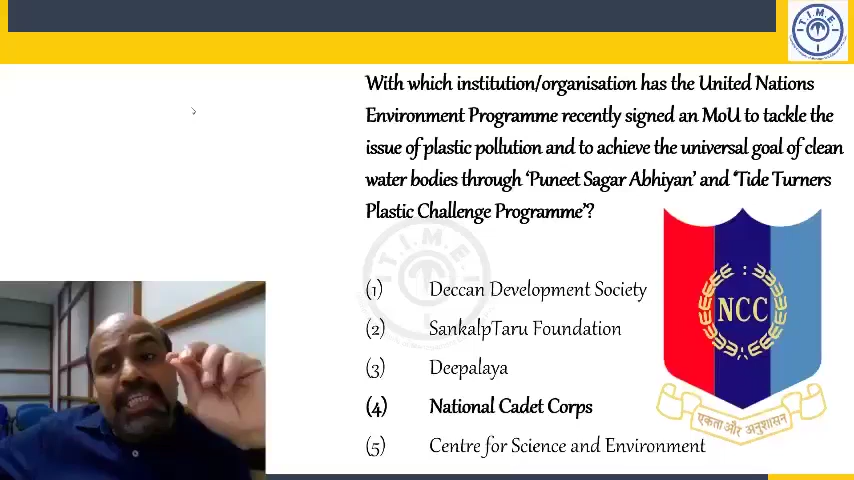 T.I.M.E.
With which institution/organisation has the United Nations
Environment Programme recently signed an MoU to tackle the
issue of plastic pollution and to achieve the universal goal of clean
water bodies through ‘Puneet Sagar Abhiyan’ and ‘Tide Turners
Plastic Challenge Programme’?
T.I.M.E.
(1) Deccan Development Society
(2) SankalpTaru Foundation
(3) Deepalaya
(4) National Cadet Corps
(5) Centre for Science and Environment
NCC
एकता और अनुशासन